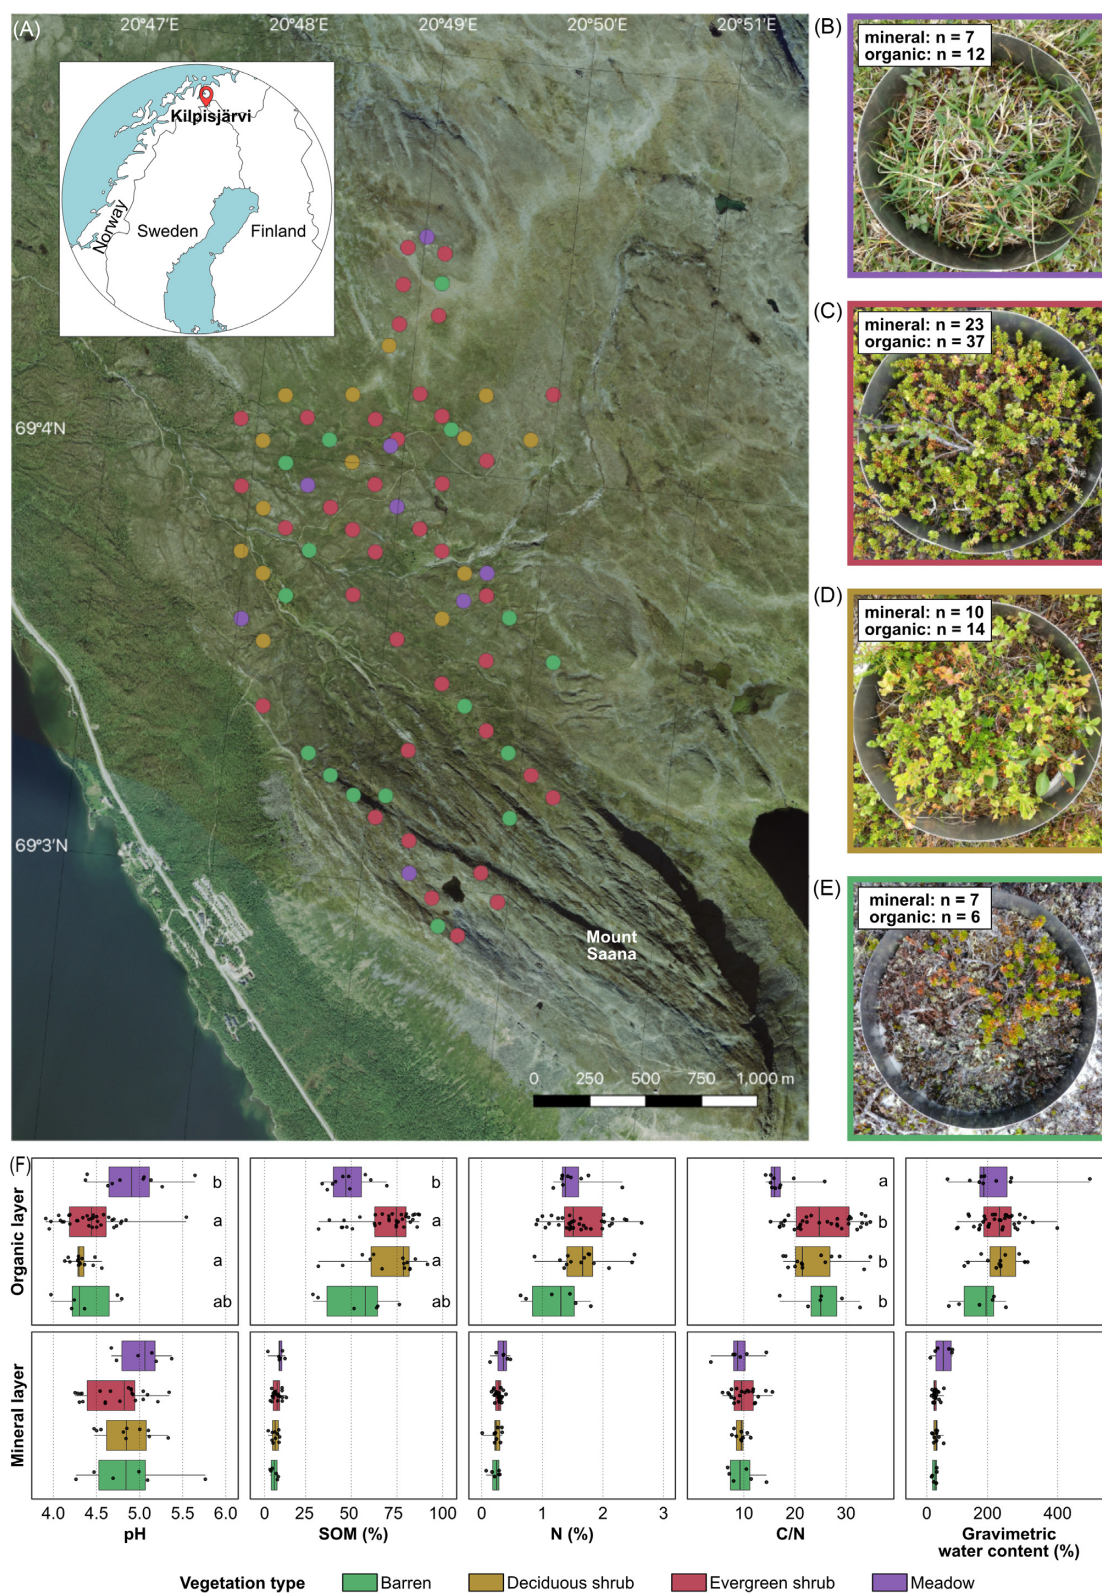 (A)
20°47′E 20°48′E 20°49′E 20°50′E 20°51′E
Kilpisjärvi
Norway
Sweden
Finland
69°4′N
69°3′N
Mount
Saana
0 250 500 750 1,000 m
(B)
mineral: n = 7
organic: n = 12
(C)
mineral: n = 23
organic: n = 37
(D)
mineral: n = 10
organic: n = 14
(E)
mineral: n = 7
organic: n = 6
(F)
Organic layer
b
a
a
ab
b
a
a
ab
a
b
b
b
Mineral layer
4.0 4.5 5.0 5.5 6.0
pH
0 50 75 100
SOM (%)
0 1 2 3
N (%)
10 20 30
C/N
0 200 400
Gravimetric
water content (%)
Vegetation type Barren Deciduous shrub Evergreen shrub Meadow